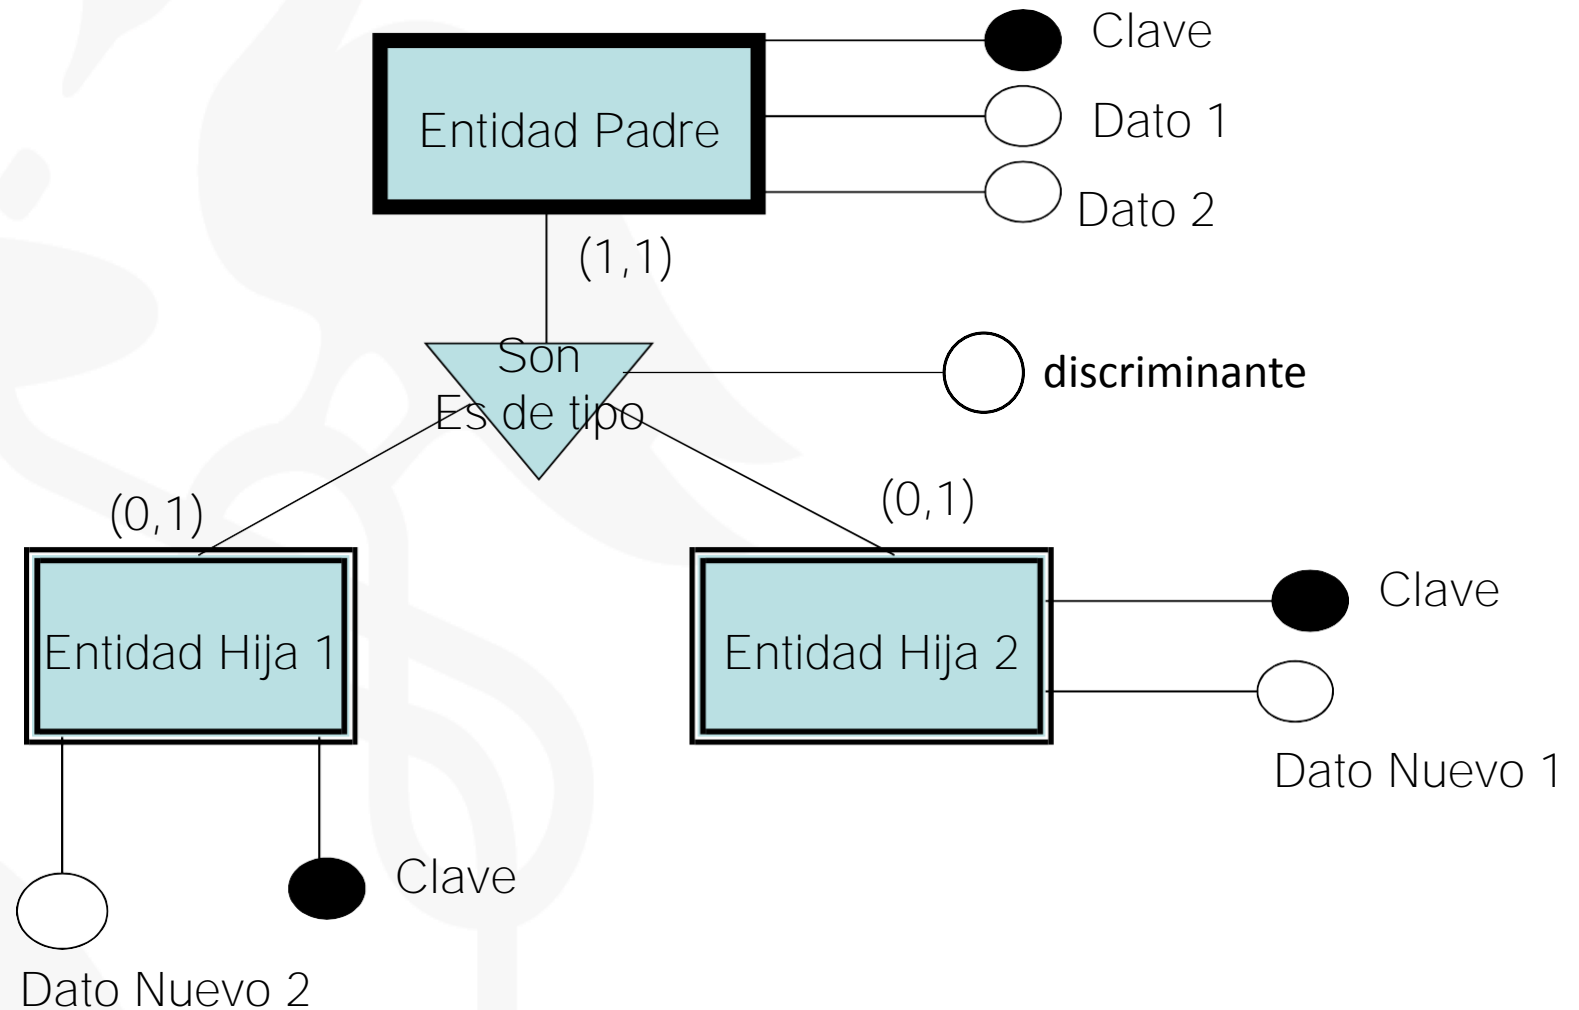 Clave
Entidad Padre
Dato 1
Dato 2
(1,1)
Son
Es de tipo
discriminante
(0,1)
(0,1)
Entidad Hija 1
Entidad Hija 2
Clave
Dato Nuevo 1
Clave
Dato Nuevo 2